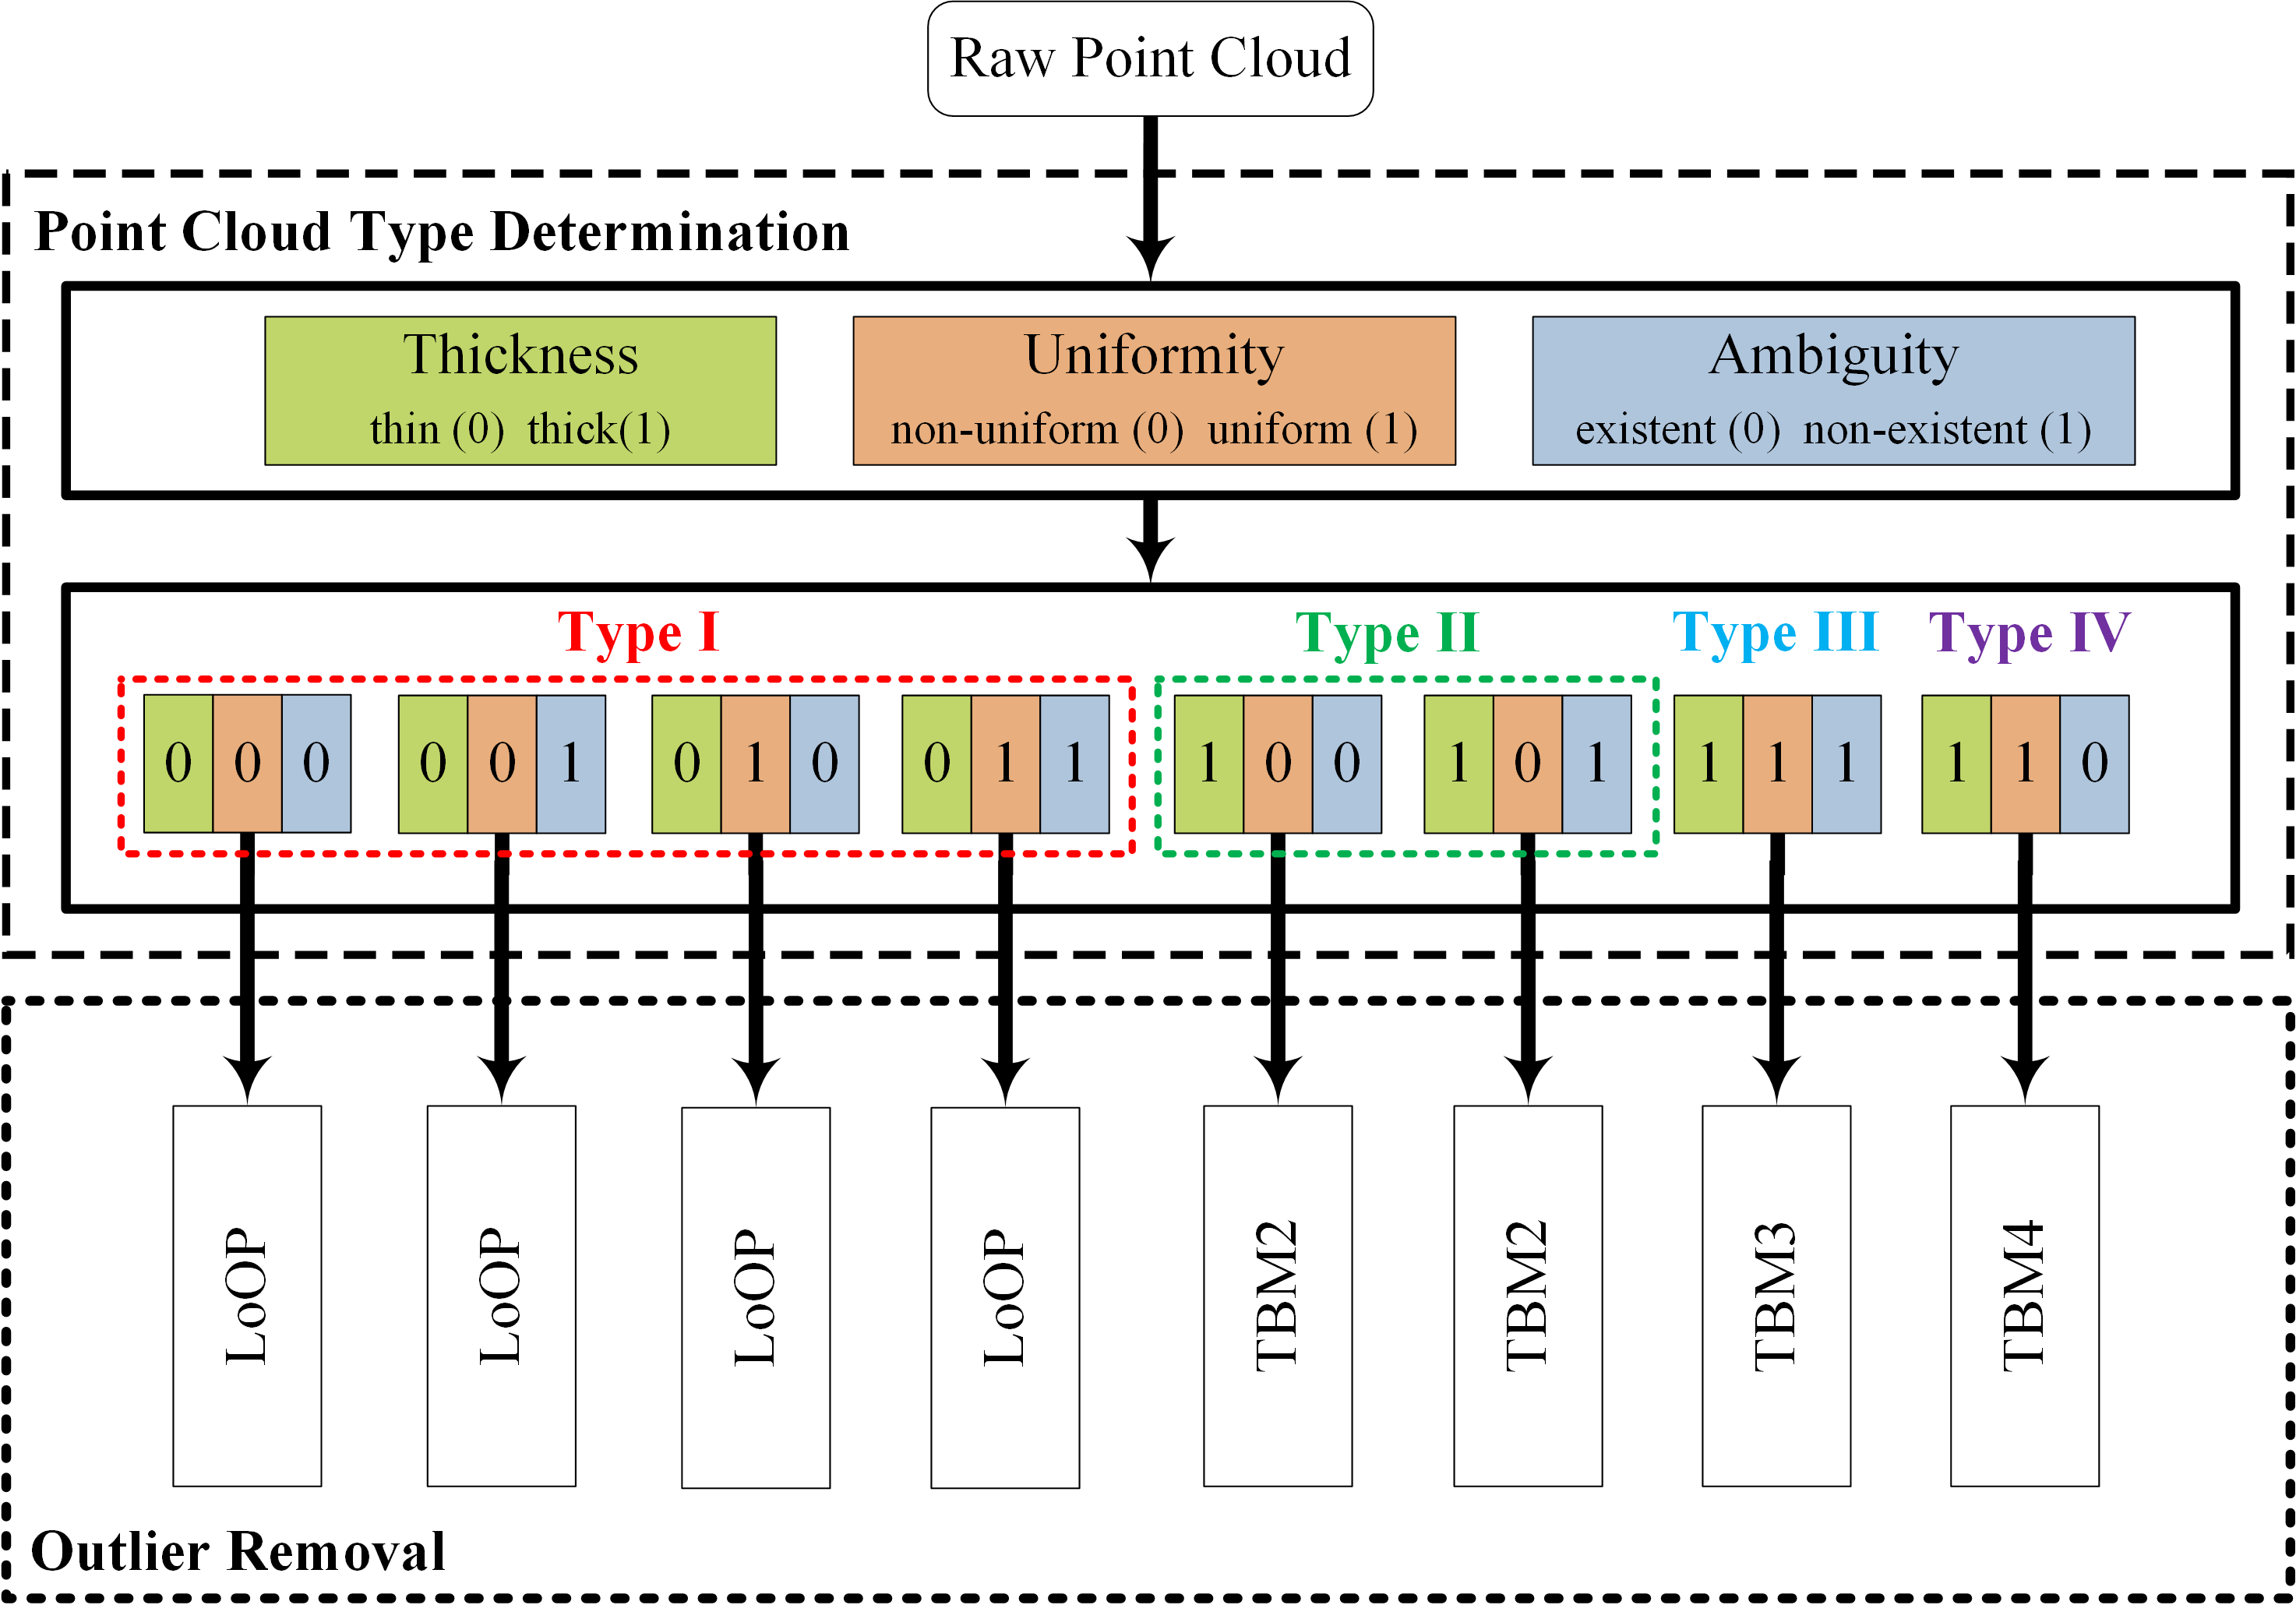 Raw Point Cloud
Point Cloud Type Determination
Thickness
thin (0) thick(1)
Uniformity
non-uniform (0) uniform (1)
Ambiguity
existent (0) non-existent (1)
Type I
Type II
Type III
Type IV
0 0 0
0 0 1
0 1 0
0 1 1
1 0 0
1 0 1
1 1 1
1 1 0
LoOP
LoOP
LoOP
LoOP
TBM2
TBM2
TBM3
TBM4
Outlier Removal